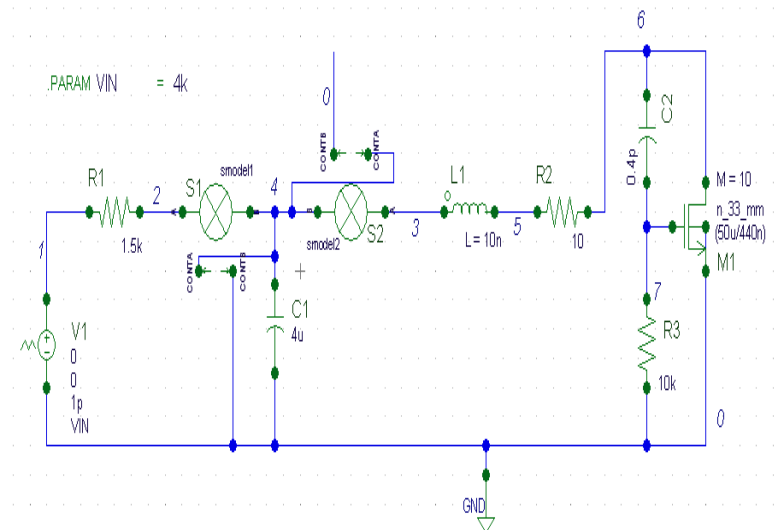 6
.PARAM VIN = 4k
0
CONTB
CONTA
C2
0.4p
R1
2
S1
smodel1
4
L1
R2
M = 10
n_33_mm
(50u/440n)
M1
A
B
B
A
1.5k
smodel2
S2
3
L = 10n
5
10
1
CONTA
CONTB
+
C1
4u
7
R3
10k
V1
0
0
1p
VIN
0
GND